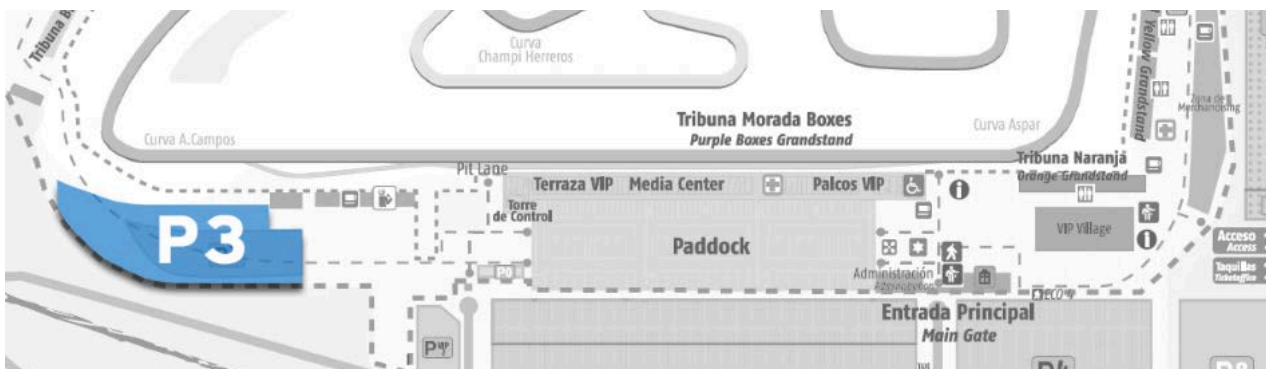 Tribuna B
Curva
Champi Herreros
Yellow Grandstand
Zona de
Merchandising
Tribuna Morada Boxes
Purple Boxes Grandstand
Curva Aspar
Curva A.Campos
Pit Lane
Tribuna Naranja
Orange Grandstand
Terraza VIP
Media Center
Palcos VIP
Torre
de Control
P3
Paddock
VIP Village
Acceso
Access
P0
Administración
Taquillas
Ticketoffice
Entrada Principal
Main Gate
P VIP
P4